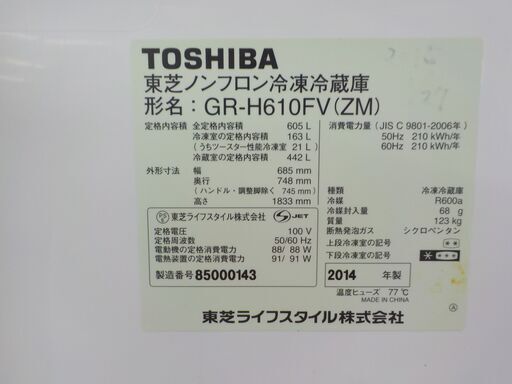 TOSHIBA
東芝ノンフロン冷凍冷蔵庫
形名：GR-H610FV(ZM)
定格内容積 全定格内容積 605 L
冷凍室の定格内容積 163 L
(うちツースター性能冷凍室 21 L)
冷蔵室の定格内容積 442 L
外形寸法 幅 685 mm
奥行 748 mm
(ハンドル・調整脚除く 745 mm)
高さ 1833 mm
東芝ライフスタイル株式会社 JET
定格電圧 100 V
定格周波数 50/60 Hz
電動機の定格消費電力 88/ 88 W
電熱装置の定格消費電力 91/ 91 W
製造番号 85000143
消費電力量 (JIS C 9801-2006年)
50Hz 210 kWh/年
60Hz 210 kWh/年
種類 冷凍冷蔵庫
冷媒 R600a
冷媒封入量 68 g
質量 123 kg
断熱発泡ガス シクロペンタン
上段冷凍室の記号 **
下段冷凍室の記号 ****
2014 年製
温度ヒューズ 77℃
MADE IN CHINA
Ⓐ
東芝ライフスタイル株式会社